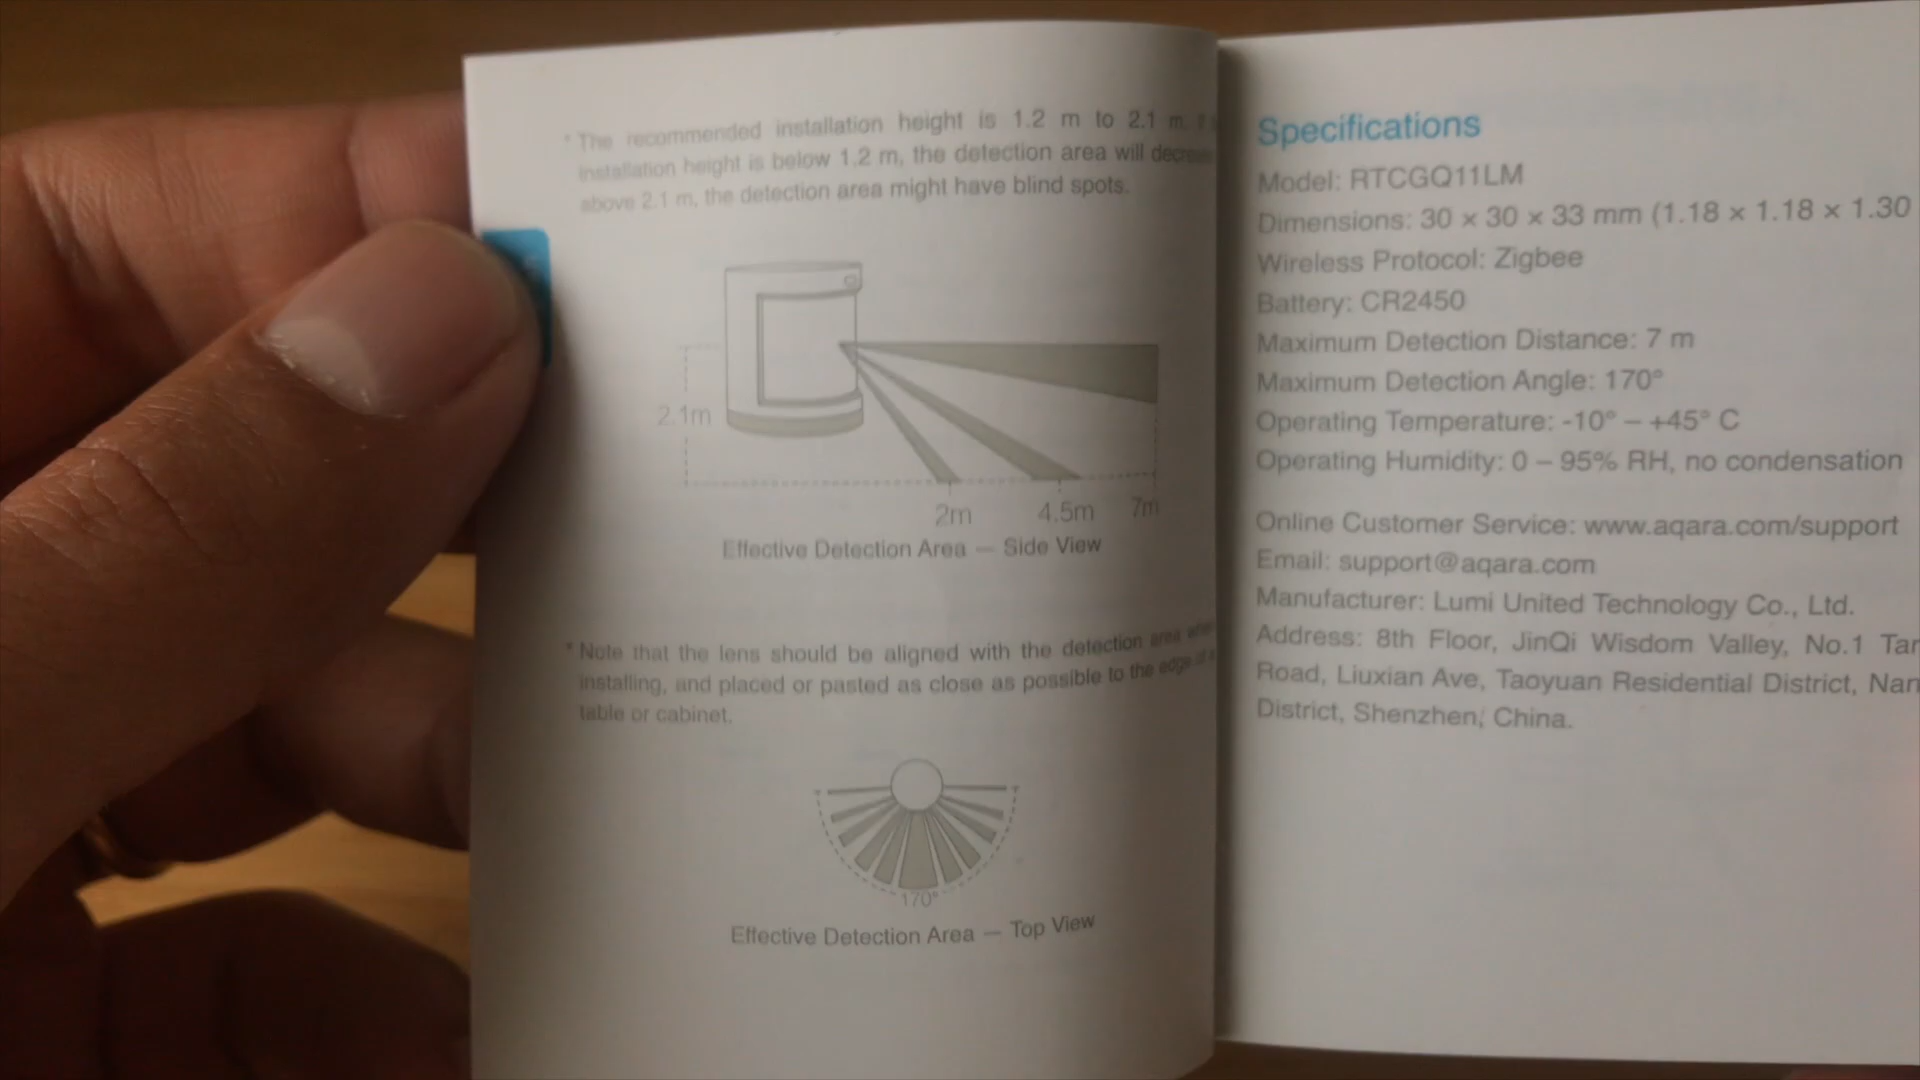 * The recommended installation height is 1.2 m to 2.1 m.
installation height is below 1.2 m, the detection area will
above 2.1 m, the detection area might have blind spots.
2.1m
2m 4.5m 7m
Effective Detection Area — Side View
* Note that the lens should be aligned with the detection area
installing, and placed or pasted as close as possible to the edge
table or cabinet.
170°
Effective Detection Area — Top View
Specifications
Model: RTCGQ11LM
Dimensions: 30 × 30 × 33 mm (1.18 × 1.18 × 1.30
Wireless Protocol: Zigbee
Battery: CR2450
Maximum Detection Distance: 7 m
Maximum Detection Angle: 170°
Operating Temperature: -10° – +45° C
Operating Humidity: 0 – 95% RH, no condensation
Online Customer Service: www.aqara.com/support
Email: support@aqara.com
Manufacturer: Lumi United Technology Co., Ltd.
Address: 8th Floor, JinQi Wisdom Valley, No.1
Road, Liuxian Ave, Taoyuan Residential District,
District, Shenzhen, China.